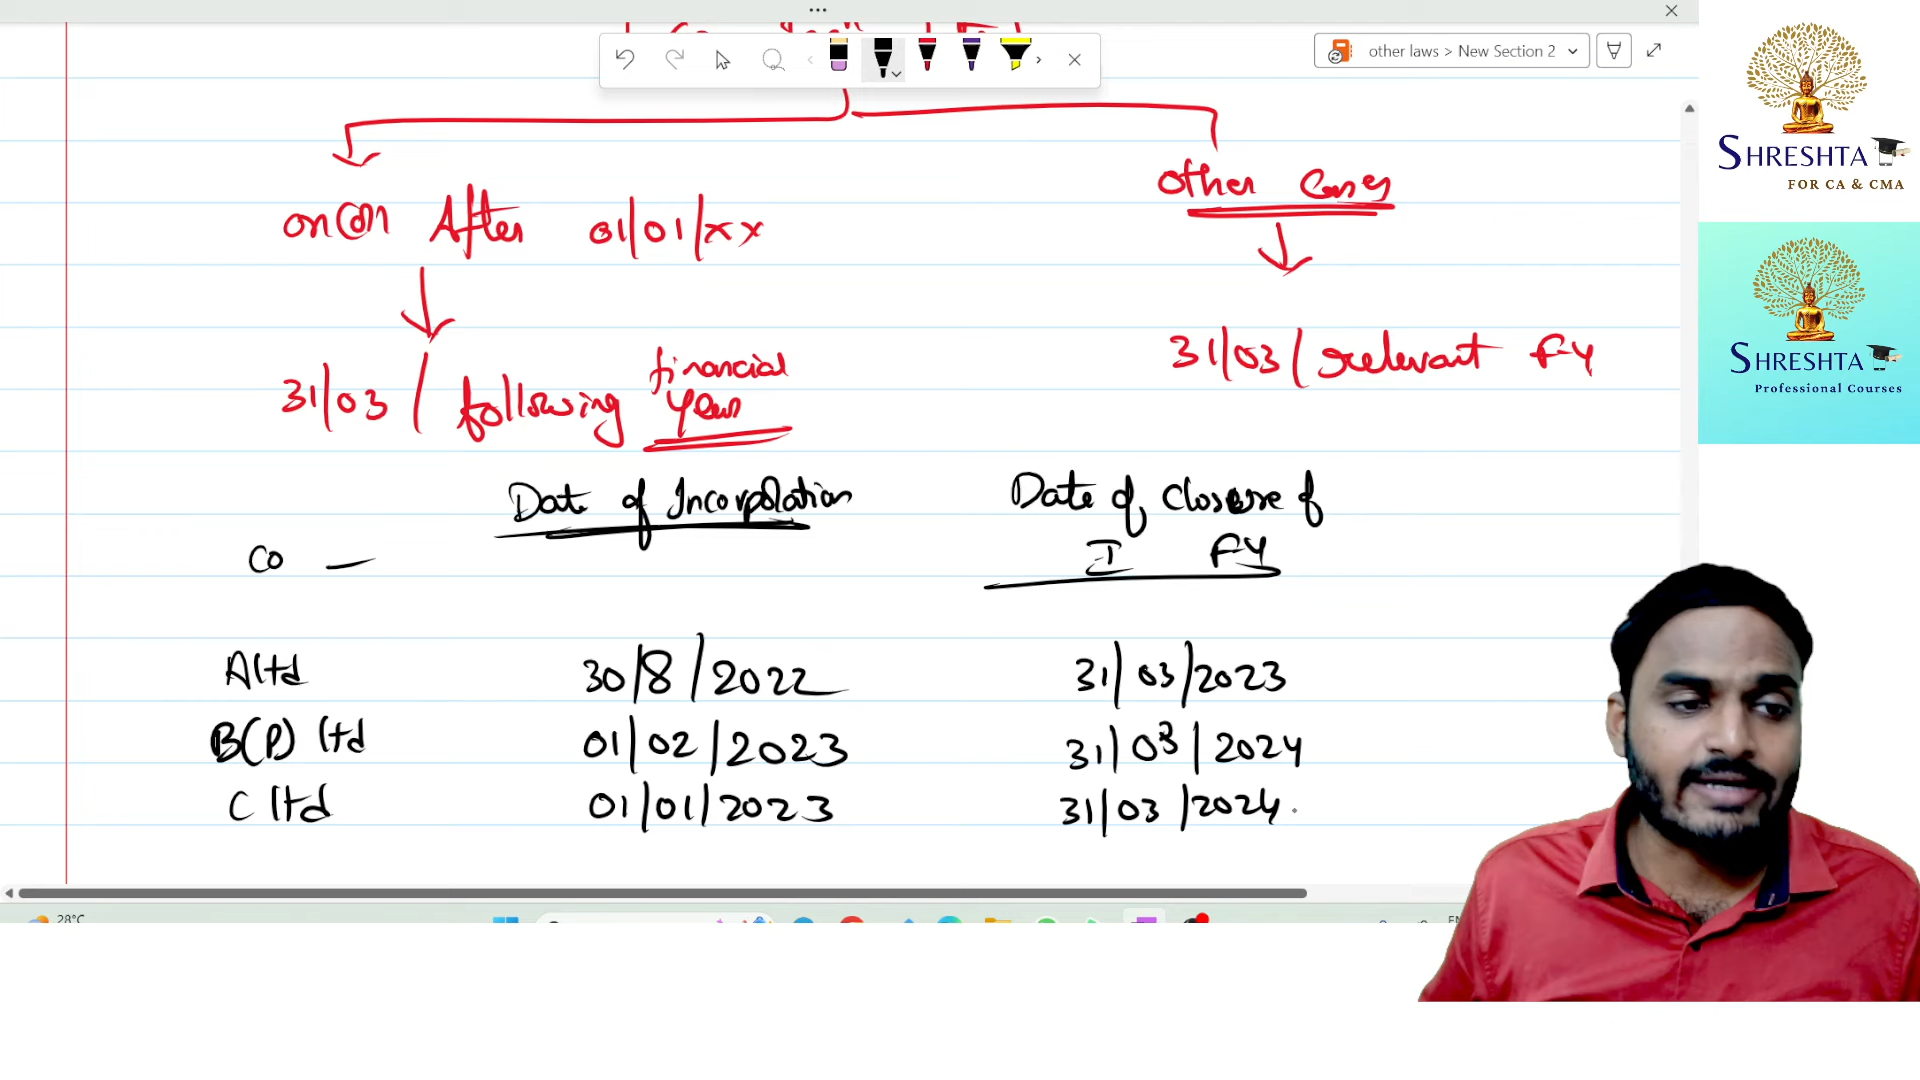 other laws > New Section 2
on (or) After 01/01/xx
Other Cases
31/03/ following financial year
31/03/ relevant FY
Date of Incorporation
Date of Closure of
I FY
Co
A ltd 30/8/2022 31/03/2023
B(P) ltd 01/02/2023 31/03/2024
C ltd 01/01/2023 31/03/2024
28°C
SHRESHTA
FOR CA & CMA
SHRESHTA
Professional Courses